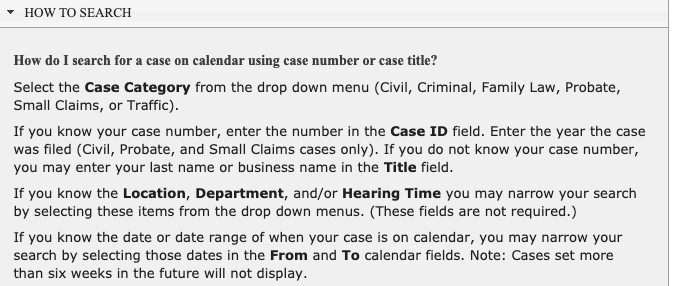 HOW TO SEARCH
How do I search for a case on calendar using case number or case title?
Select the Case Category from the drop down menu (Civil, Criminal, Family Law, Probate,
Small Claims, or Traffic).
If you know your case number, enter the number in the Case ID field. Enter the year the case
was filed (Civil, Probate, and Small Claims cases only). If you do not know your case number,
you may enter your last name or business name in the Title field.
If you know the Location, Department, and/or Hearing Time you may narrow your search
by selecting these items from the drop down menus. (These fields are not required.)
If you know the date or date range of when your case is on calendar, you may narrow your
search by selecting those dates in the From and To calendar fields. Note: Cases set more
than six weeks in the future will not display.